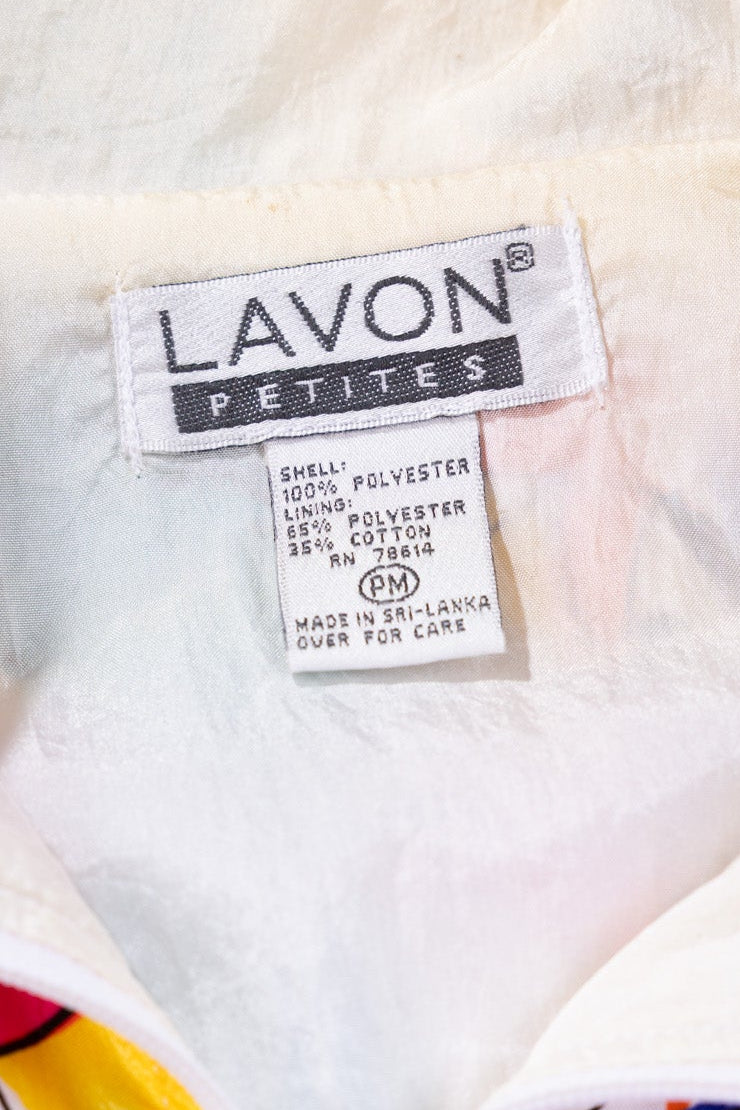 LAVON®
PETITES
SHELL:
100% POLYESTER
LINING:
65% POLYESTER
35% COTTON
RN 78614
PM
MADE IN SRI-LANKA
OVER FOR CARE